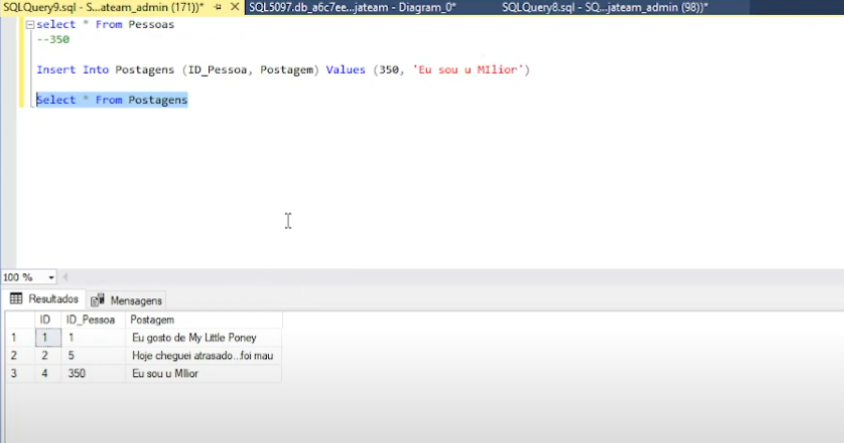 SQLQuery9.sql - S...ateam_admin (171))* SQL5097.db_a6c7ee...jateam - Diagram_0* SQLQuery8.sql - SQ...jateam_admin (98))*
select * From Pessoas
--350
Insert Into Postagens (ID_Pessoa, Postagem) Values (350, 'Eu sou u MIlior')
Select * From Postagens
100 %
Resultados Mensagens
ID ID_Pessoa Postagem
1 1 1 Eu gosto de My Little Poney
2 2 5 Hoje cheguei atrasado...foi mau
3 4 350 Eu sou u MIlior